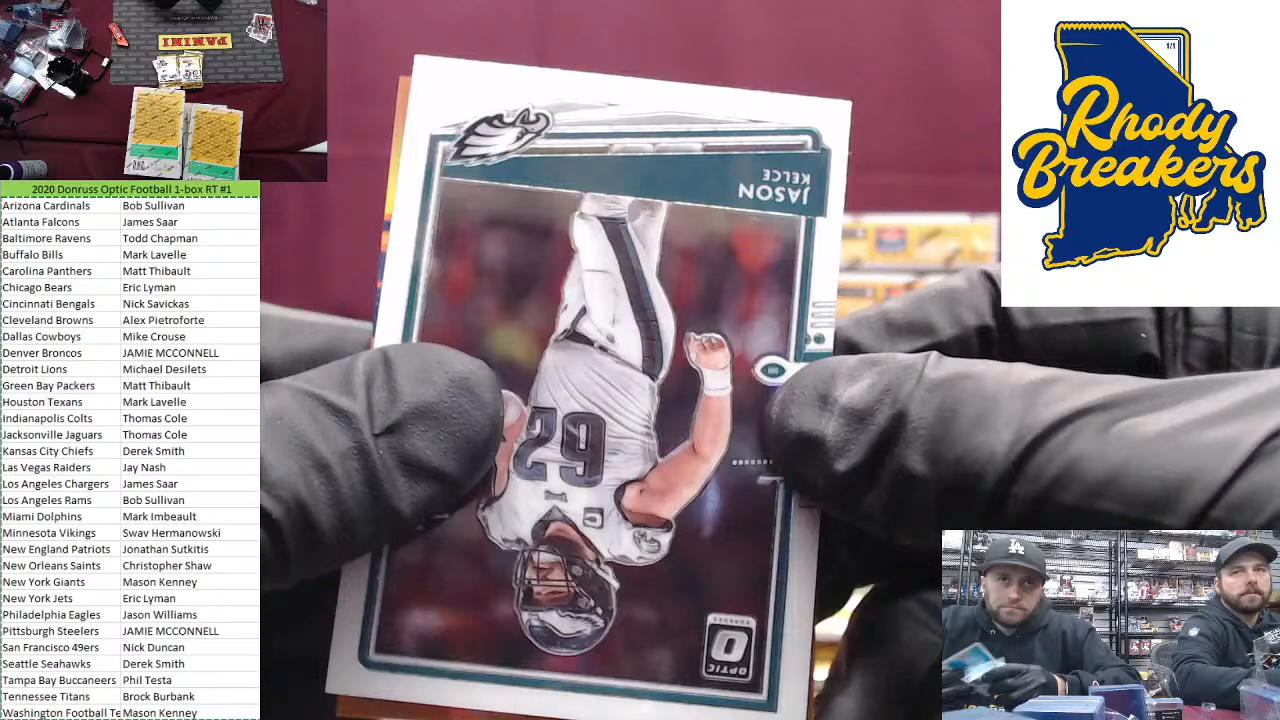 PANINI
2020 Donruss Optic Football 1-box RT #1
Arizona Cardinals Bob Sullivan
Atlanta Falcons James Saar
Baltimore Ravens Todd Chapman
Buffalo Bills Mark Lavelle
Carolina Panthers Matt Thibault
Chicago Bears Eric Lyman
Cincinnati Bengals Nick Savickas
Cleveland Browns Alex Pietroforte
Dallas Cowboys Mike Crouse
Denver Broncos JAMIE MCCONNELL
Detroit Lions Michael Desilets
Green Bay Packers Matt Thibault
Houston Texans Mark Lavelle
Indianapolis Colts Thomas Cole
Jacksonville Jaguars Thomas Cole
Kansas City Chiefs Derek Smith
Las Vegas Raiders Jay Nash
Los Angeles Chargers James Saar
Los Angeles Rams Bob Sullivan
Miami Dolphins Mark Imbeault
Minnesota Vikings Swav Hermanowski
New England Patriots Jonathan Sutkitis
New Orleans Saints Christopher Shaw
New York Giants Mason Kenney
New York Jets Eric Lyman
Philadelphia Eagles Jason Williams
Pittsburgh Steelers JAMIE MCCONNELL
San Francisco 49ers Nick Duncan
Seattle Seahawks Derek Smith
Tampa Bay Buccaneers Phil Testa
Tennessee Titans Brock Burbank
Washington Football Te Mason Kenney
JASON
KELCE
62
C
DONRUSS
OPTIC
1/1
Rhody
Breakers
LA